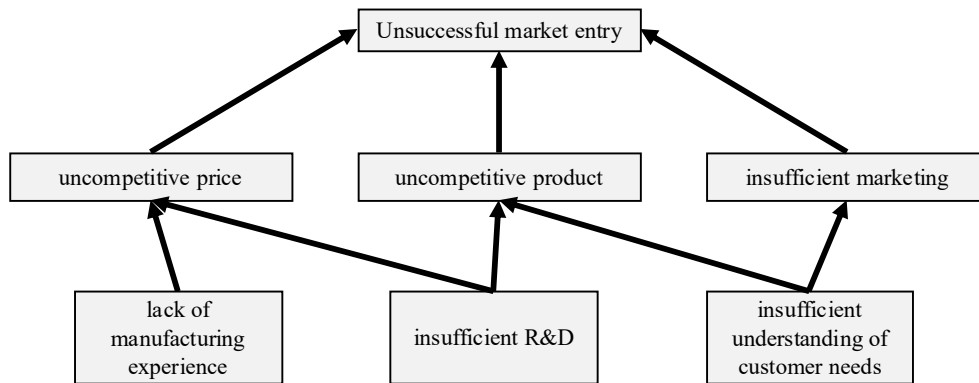 Unsuccessful market entry
uncompetitive price
uncompetitive product
insufficient marketing
lack of
manufacturing
experience
insufficient R&D
insufficient
understanding of
customer needs